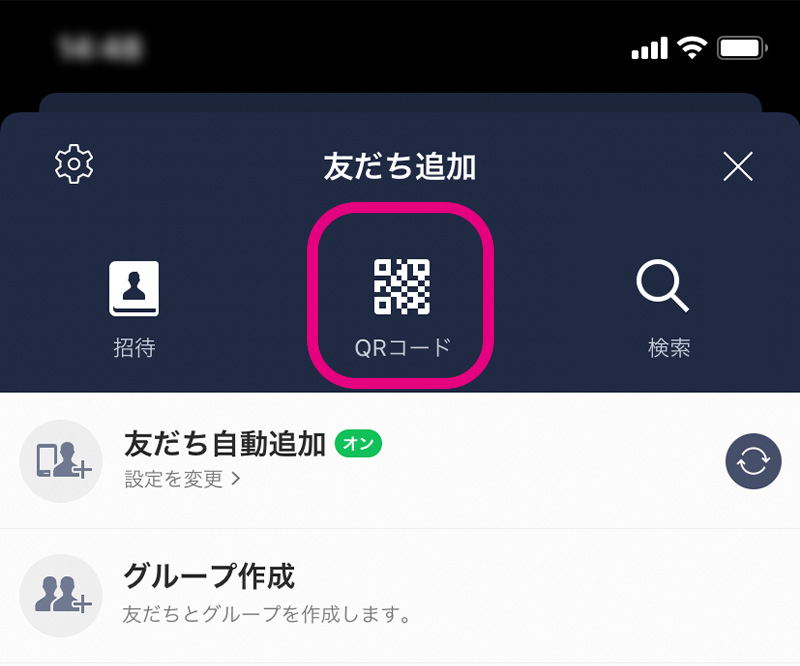 友だち追加
招待
QRコード
検索
友だち自動追加 オン
設定を変更 >
グループ作成
友だちとグループを作成します。